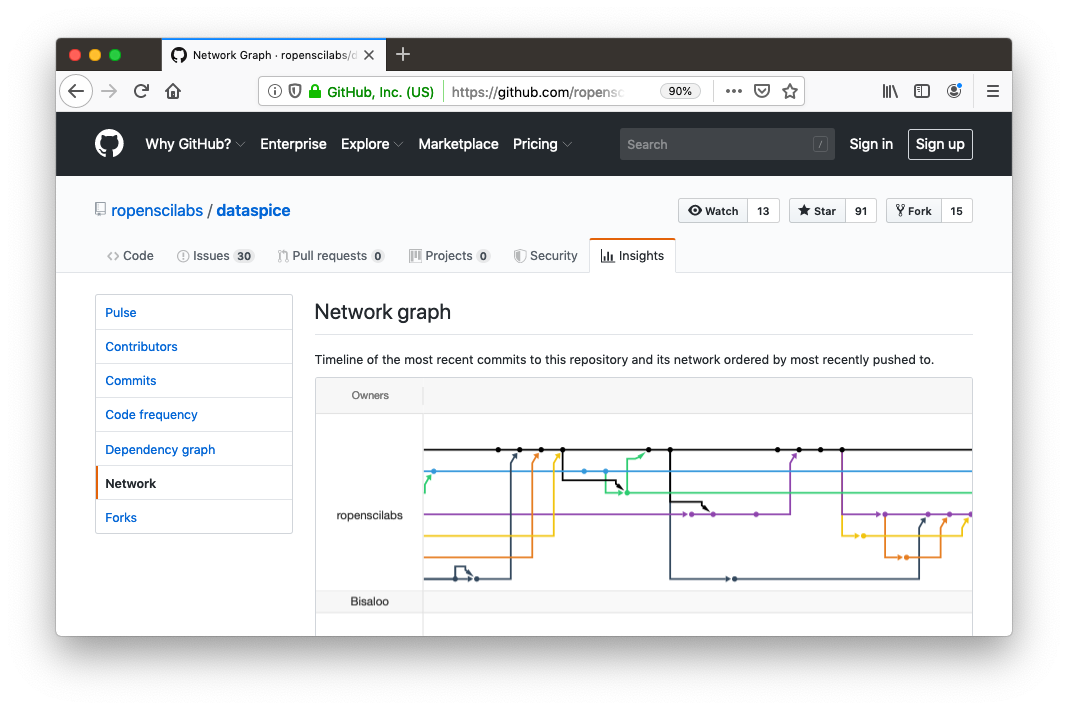 Network Graph · ropenscilabs/d
GitHub, Inc. (US) https://github.com/ropensc 90%
Why GitHub? Enterprise Explore Marketplace Pricing Search / Sign in Sign up
ropenscilabs / dataspice Watch 13 Star 91 Fork 15
Code Issues 30 Pull requests 0 Projects 0 Security Insights
Pulse
Contributors
Commits
Code frequency
Dependency graph
Network
Forks
Network graph
Timeline of the most recent commits to this repository and its network ordered by most recently pushed to.
Owners
ropenscilabs
Bisaloo